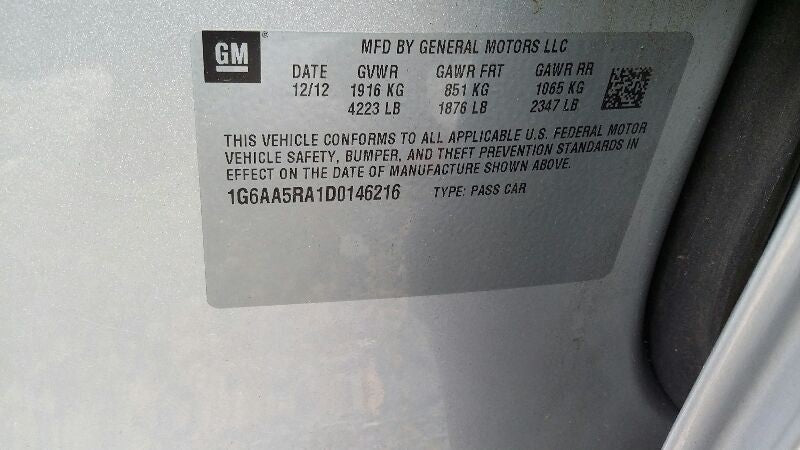 GM® MFD BY GENERAL MOTORS LLC
DATE GVWR GAWR FRT GAWR RR
12/12 1916 KG 851 KG 1065 KG
4223 LB 1876 LB 2347 LB
THIS VEHICLE CONFORMS TO ALL APPLICABLE U.S. FEDERAL MOTOR
VEHICLE SAFETY, BUMPER, AND THEFT PREVENTION STANDARDS IN
EFFECT ON THE DATE OF MANUFACTURE SHOWN ABOVE.
1G6AA5RA1D0146216 TYPE: PASS CAR